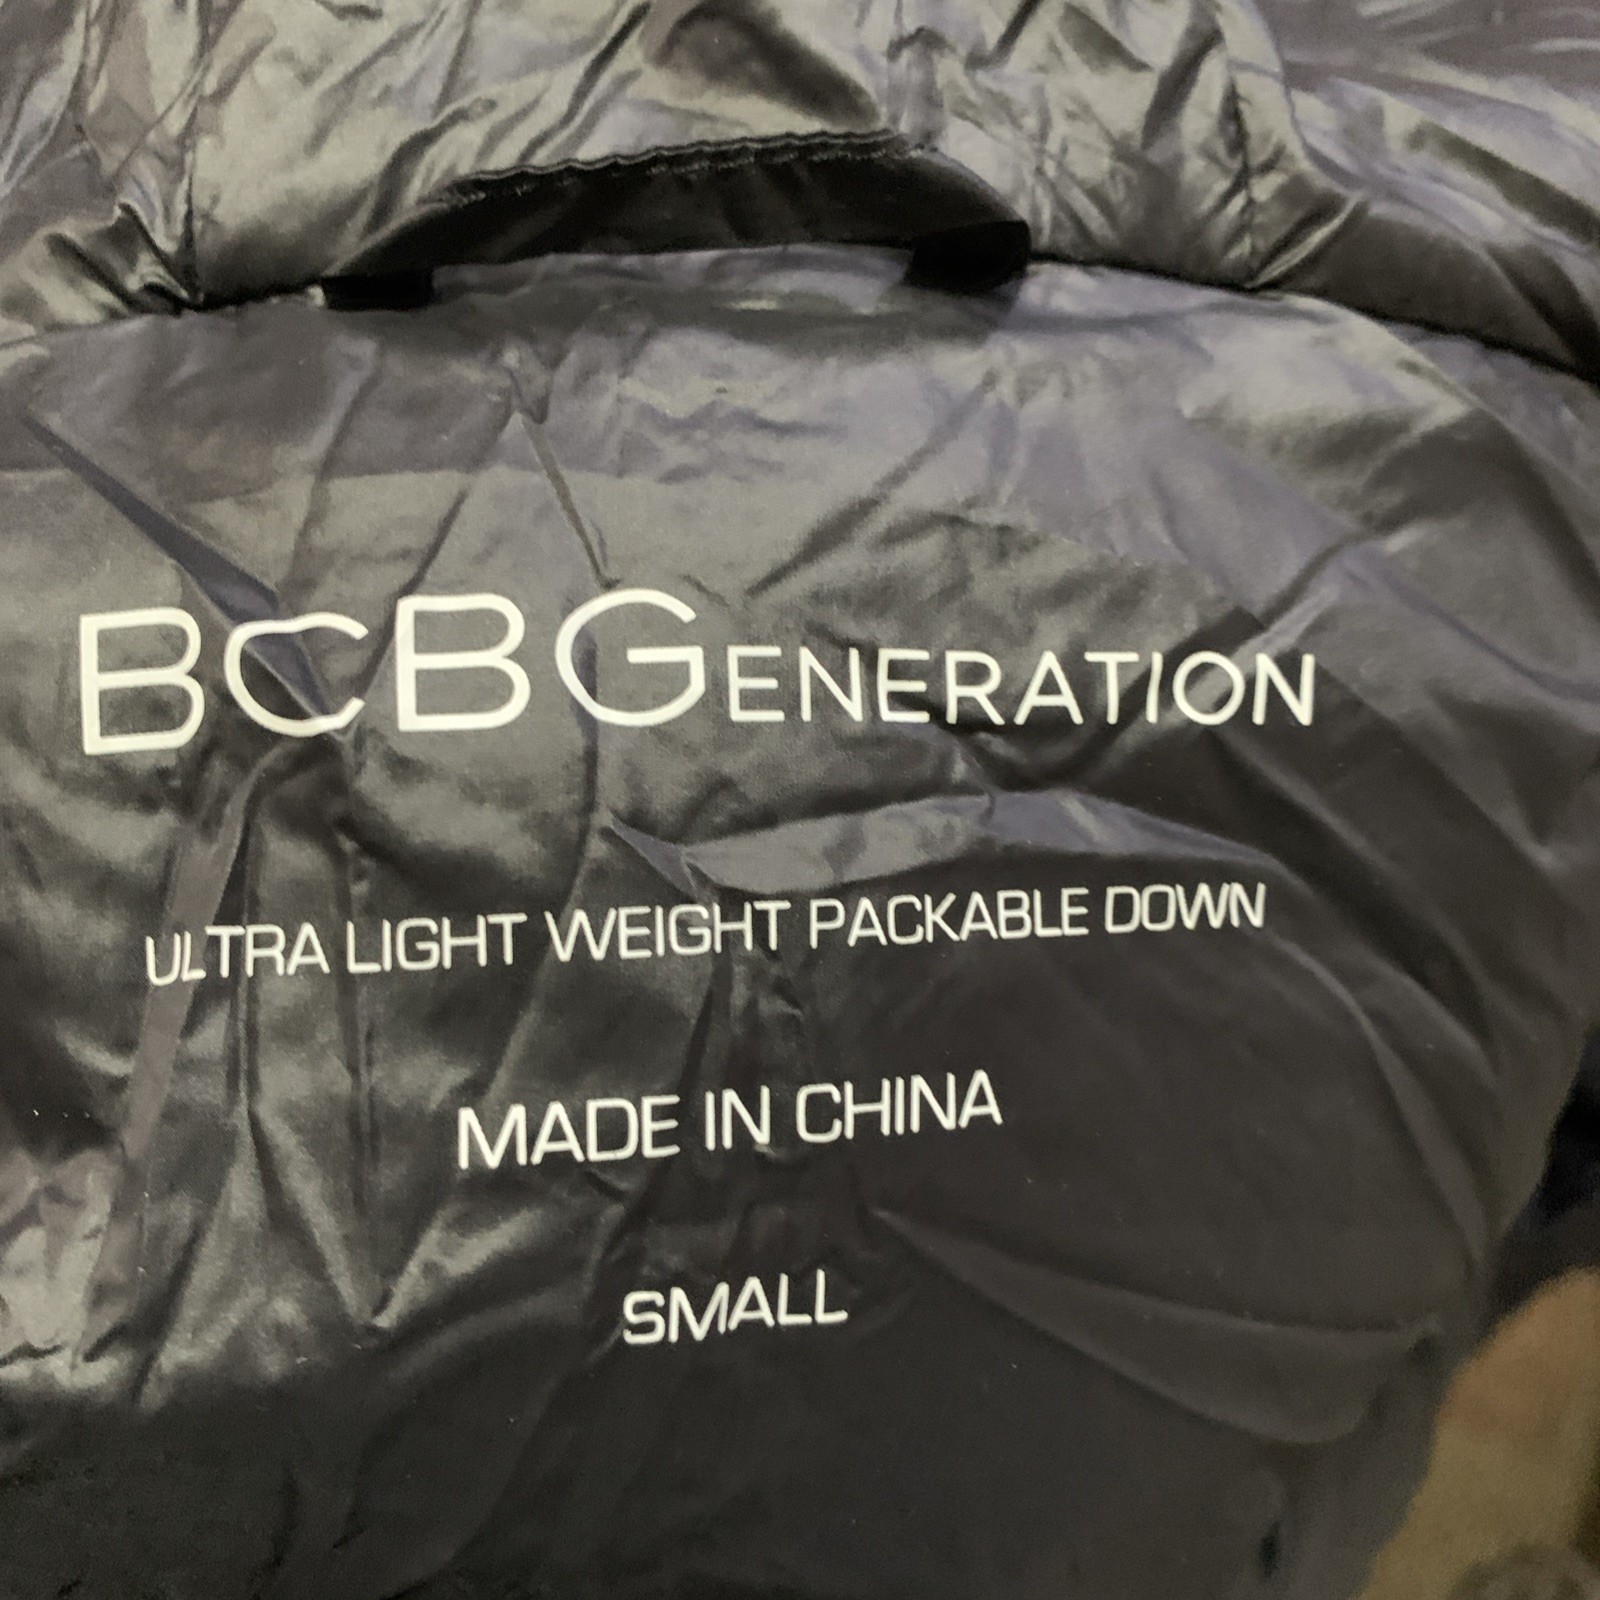 BCBGENERATION
ULTRA LIGHT WEIGHT PACKABLE DOWN
MADE IN CHINA
SMALL